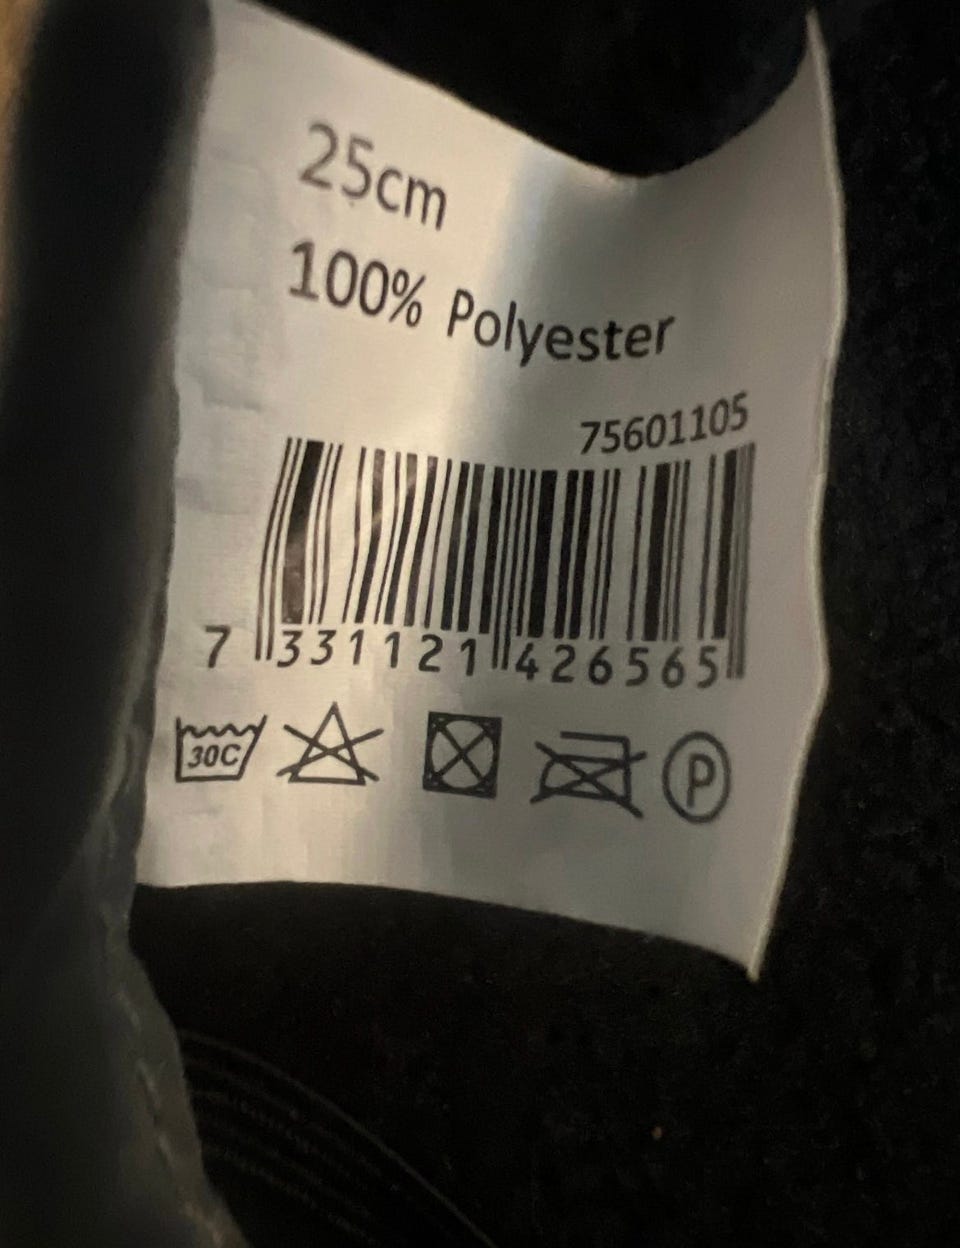 25cm
100% Polyester
75601105
7 331121 426565
30C
P